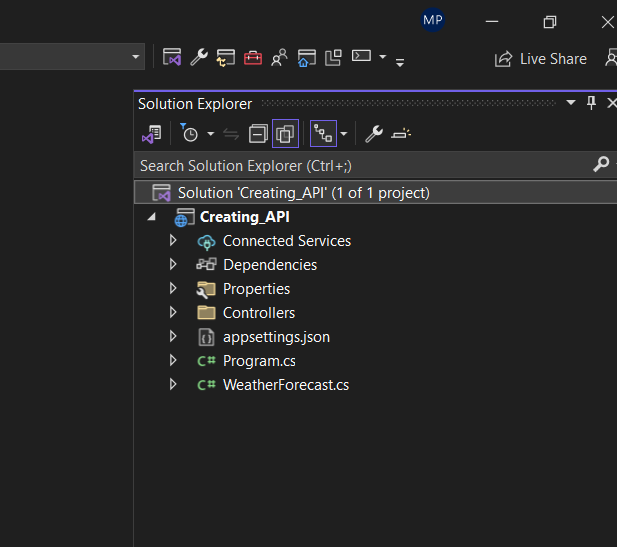 MP
Live Share
Solution Explorer
Search Solution Explorer (Ctrl+;)
Solution 'Creating_API' (1 of 1 project)
Creating_API
Connected Services
Dependencies
Properties
Controllers
appsettings.json
C# Program.cs
C# WeatherForecast.cs